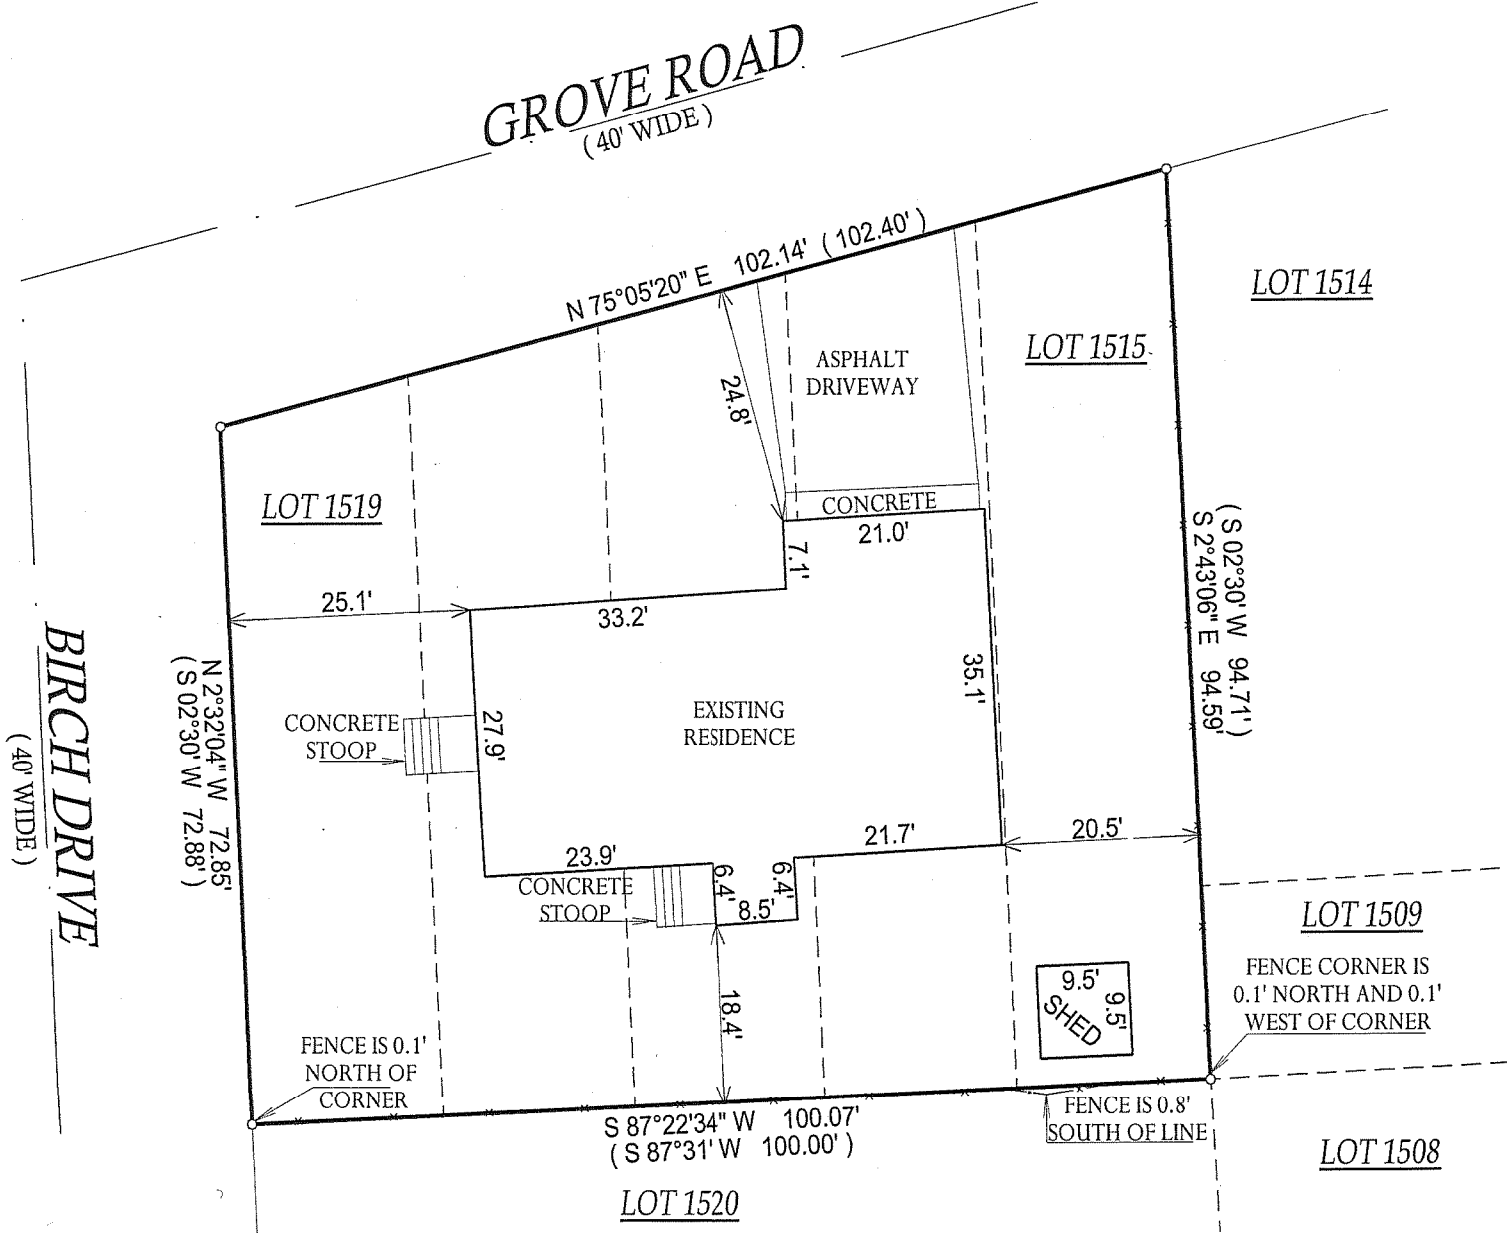 GROVE ROAD
( 40' WIDE )
N 75°05'20" E 102.14' ( 102.40' )
LOT 1514
LOT 1515
ASPHALT
DRIVEWAY
24.8'
CONCRETE
21.0'
LOT 1519
7.1'
( S 02°30' W 94.71' )
S 2°43'06" E 94.59'
25.1'
33.2'
35.1'
BIRCH DRIVE
( 40' WIDE )
N 2°32'04" W 72.85'
( S 02°30' W 72.88' )
CONCRETE
STOOP
27.9'
EXISTING
RESIDENCE
20.5'
21.7'
23.9'
CONCRETE
STOOP
6.4'
6.4'
8.5'
LOT 1509
FENCE CORNER IS
0.1' NORTH AND 0.1'
WEST OF CORNER
9.5'
9.5'
SHED
18.4'
FENCE IS 0.1'
NORTH OF
CORNER
S 87°22'34" W 100.07'
( S 87°31' W 100.00' )
FENCE IS 0.8'
SOUTH OF LINE
LOT 1508
LOT 1520